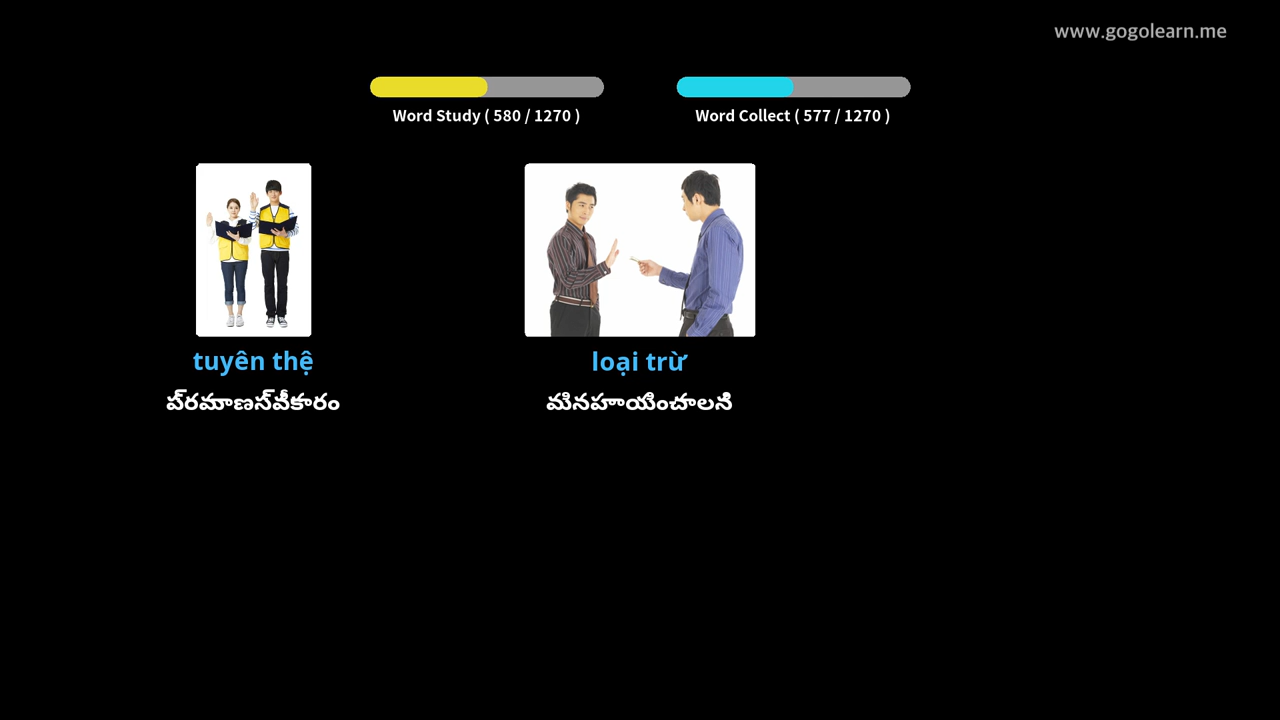 www.gogolearn.me
Word Study ( 580 / 1270 )
Word Collect ( 577 / 1270 )
tuyên thệ
loại trừ
ప్రమాణస్వీకారం
మినహాయించాలని